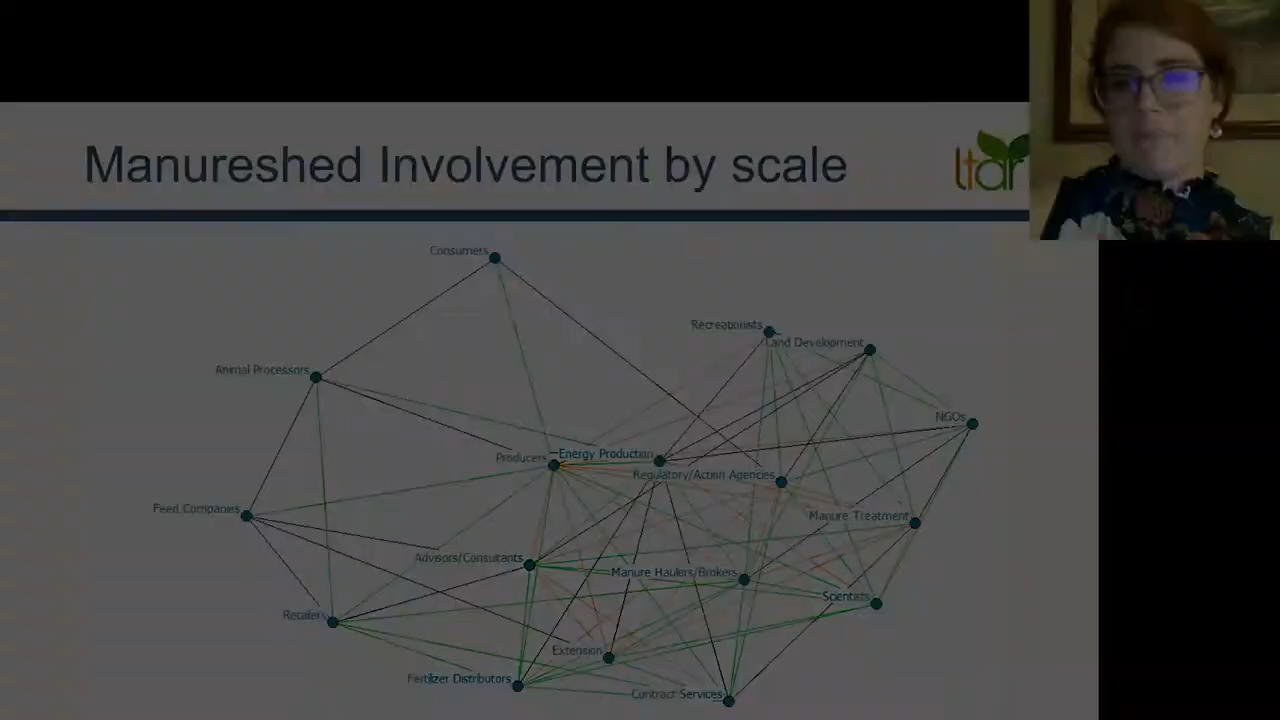 Manureshed Involvement by scale
ltar
Consumers
Recreationists
Land Development
Animal Processors
NGOs
Producers
Energy Production
Regulatory/Action Agencies
Feed Companies
Manure Treatment
Advisors/Consultants
Manure Haulers/Brokers
Scientists
Retailers
Extension
Fertilizer Distributors
Contract Services